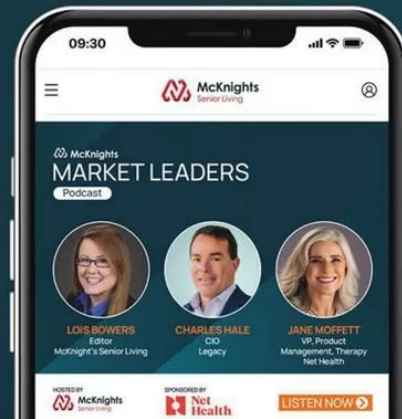 09:30
McKnights
Senior Living
McKnights
MARKET LEADERS
Podcast
LOIS BOWERS
Editor
McKnight's Senior Living
CHARLES HALE
CIO
Legacy
JANE MOFFETT
VP, Product
Management, Therapy
Net Health
HOSTED BY
McKnights
Senior Living
SPONSORED BY
Net
Health
LISTEN NOW